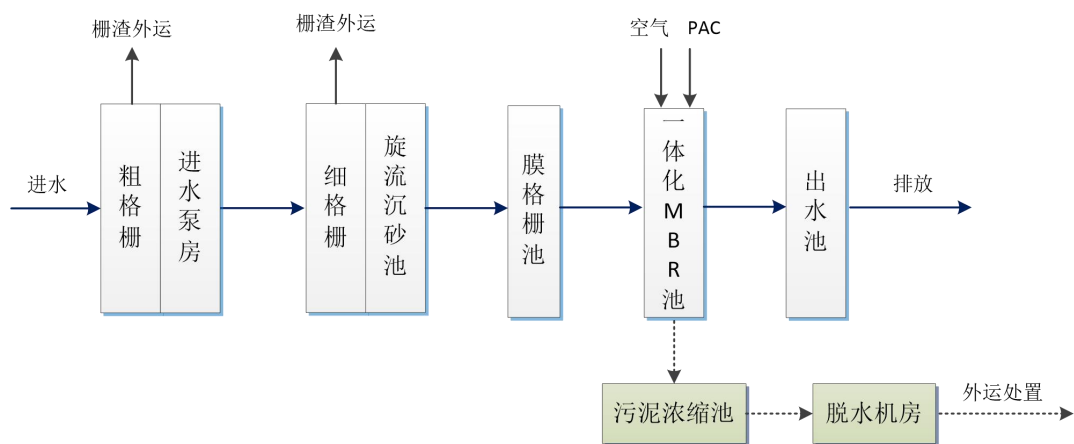 栅渣外运
栅渣外运
空气
PAC
进水
粗格栅
进水泵房
细格栅
旋流沉砂池
膜格栅池
一体化MBR池
出水池
排放
污泥浓缩池
脱水机房
外运处置